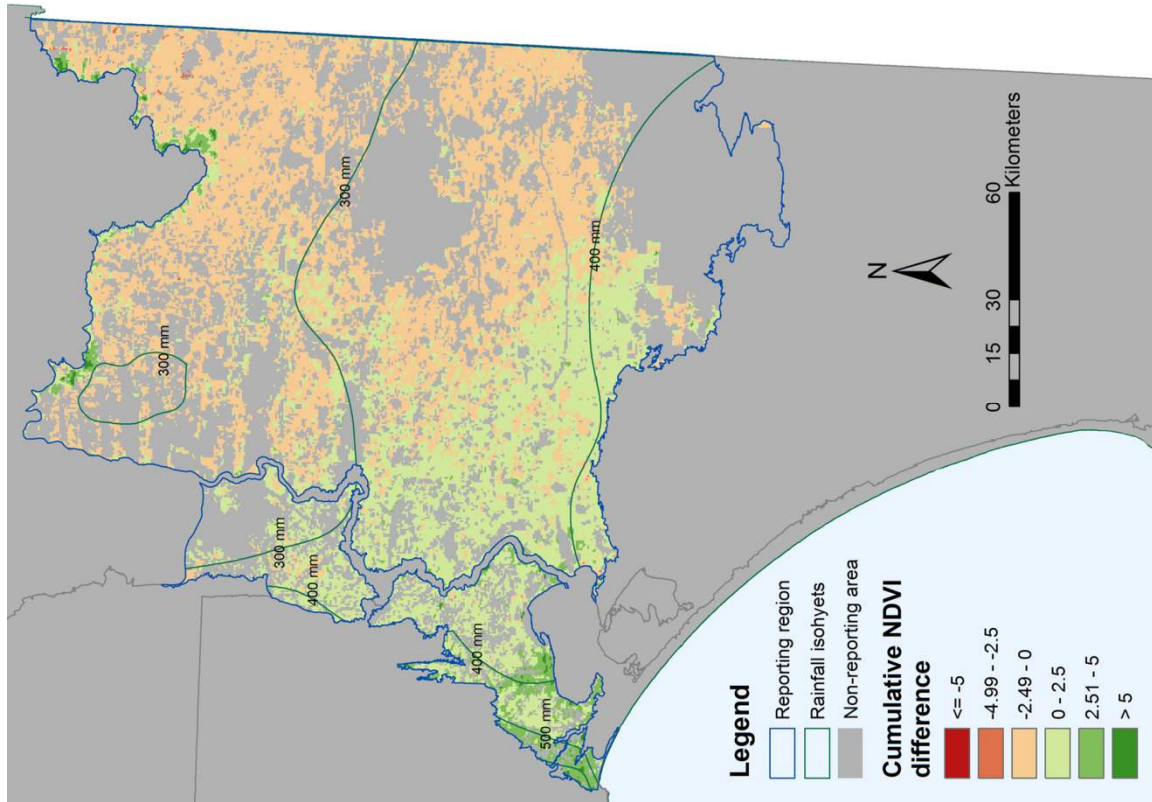 300 mm
300 mm
300 mm
400 mm
400 mm
400 mm
500 mm
N
0 15 30 60
Kilometers
Legend
Reporting region
Rainfall isohyets
Non-reporting area
Cumulative NDVI
difference
<= -5
-4.99 - -2.5
-2.49 - 0
0 - 2.5
2.51 - 5
> 5